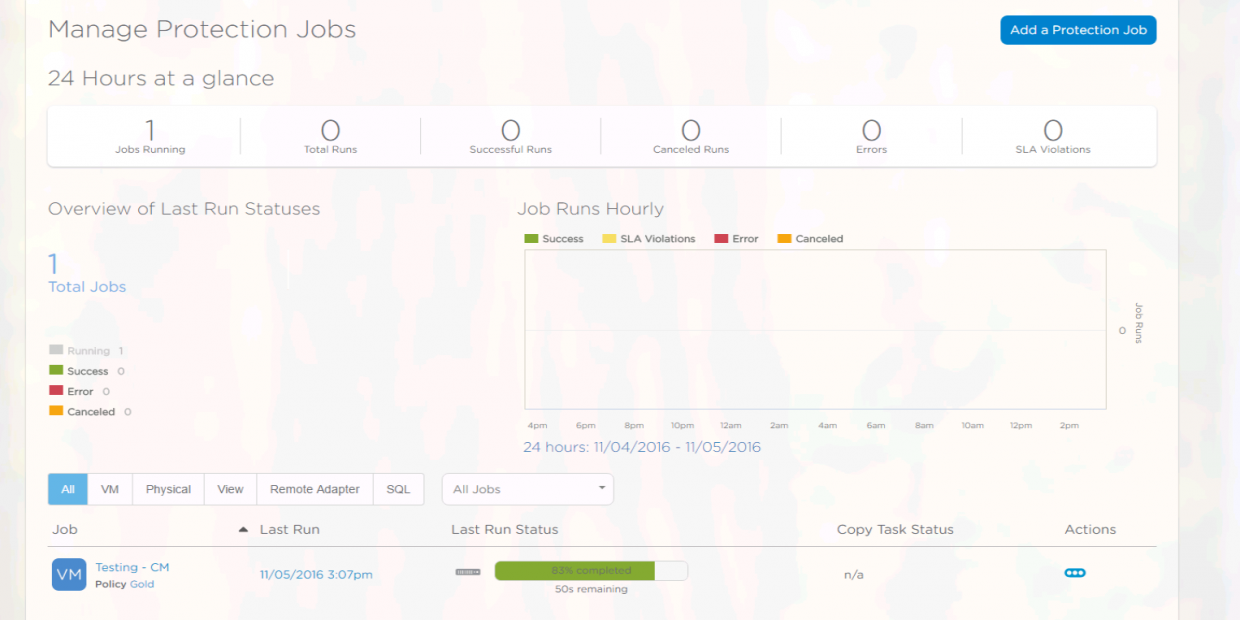 Manage Protection Jobs
Add a Protection Job
24 Hours at a glance
1 0 0 0 0 0
Jobs Running Total Runs Successful Runs Canceled Runs Errors SLA Violations
Overview of Last Run Statuses
Job Runs Hourly
Success SLA Violations Error Canceled
1
Total Jobs
Running 1
Success 0
Error 0
Canceled 0
0
Job Runs
4pm 6pm 8pm 10pm 12am 2am 4am 6am 8am 10am 12pm 2pm
24 hours: 11/04/2016 - 11/05/2016
All VM Physical View Remote Adapter SQL All Jobs
Job Last Run Last Run Status Copy Task Status Actions
VM Testing - CM
Policy Gold
11/05/2016 3:07pm
83% completed
50s remaining
n/a